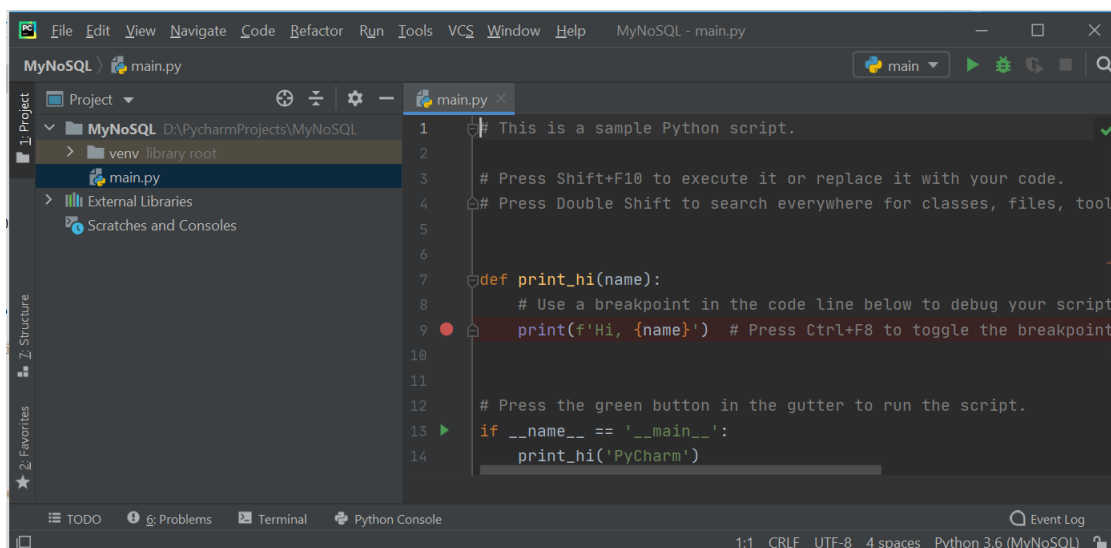 PC File Edit View Navigate Code Refactor Run Tools VCS Window Help MyNoSQL - main.py
MyNoSQL main.py main
1: Project
Project
main.py
MyNoSQL D:\PycharmProjects\MyNoSQL
venv library root
main.py
External Libraries
Scratches and Consoles
7: Structure
2: Favorites
1 # This is a sample Python script.
2
3 # Press Shift+F10 to execute it or replace it with your code.
4 # Press Double Shift to search everywhere for classes, files, tool
5
6
7 def print_hi(name):
8 # Use a breakpoint in the code line below to debug your script
9 print(f'Hi, {name}') # Press Ctrl+F8 to toggle the breakpoint
10
11
12 # Press the green button in the gutter to run the script.
13 if __name__ == '__main__':
14 print_hi('PyCharm')
TODO 6: Problems Terminal Python Console Event Log
1:1 CRLF UTF-8 4 spaces Python 3.6 (MyNoSQL)